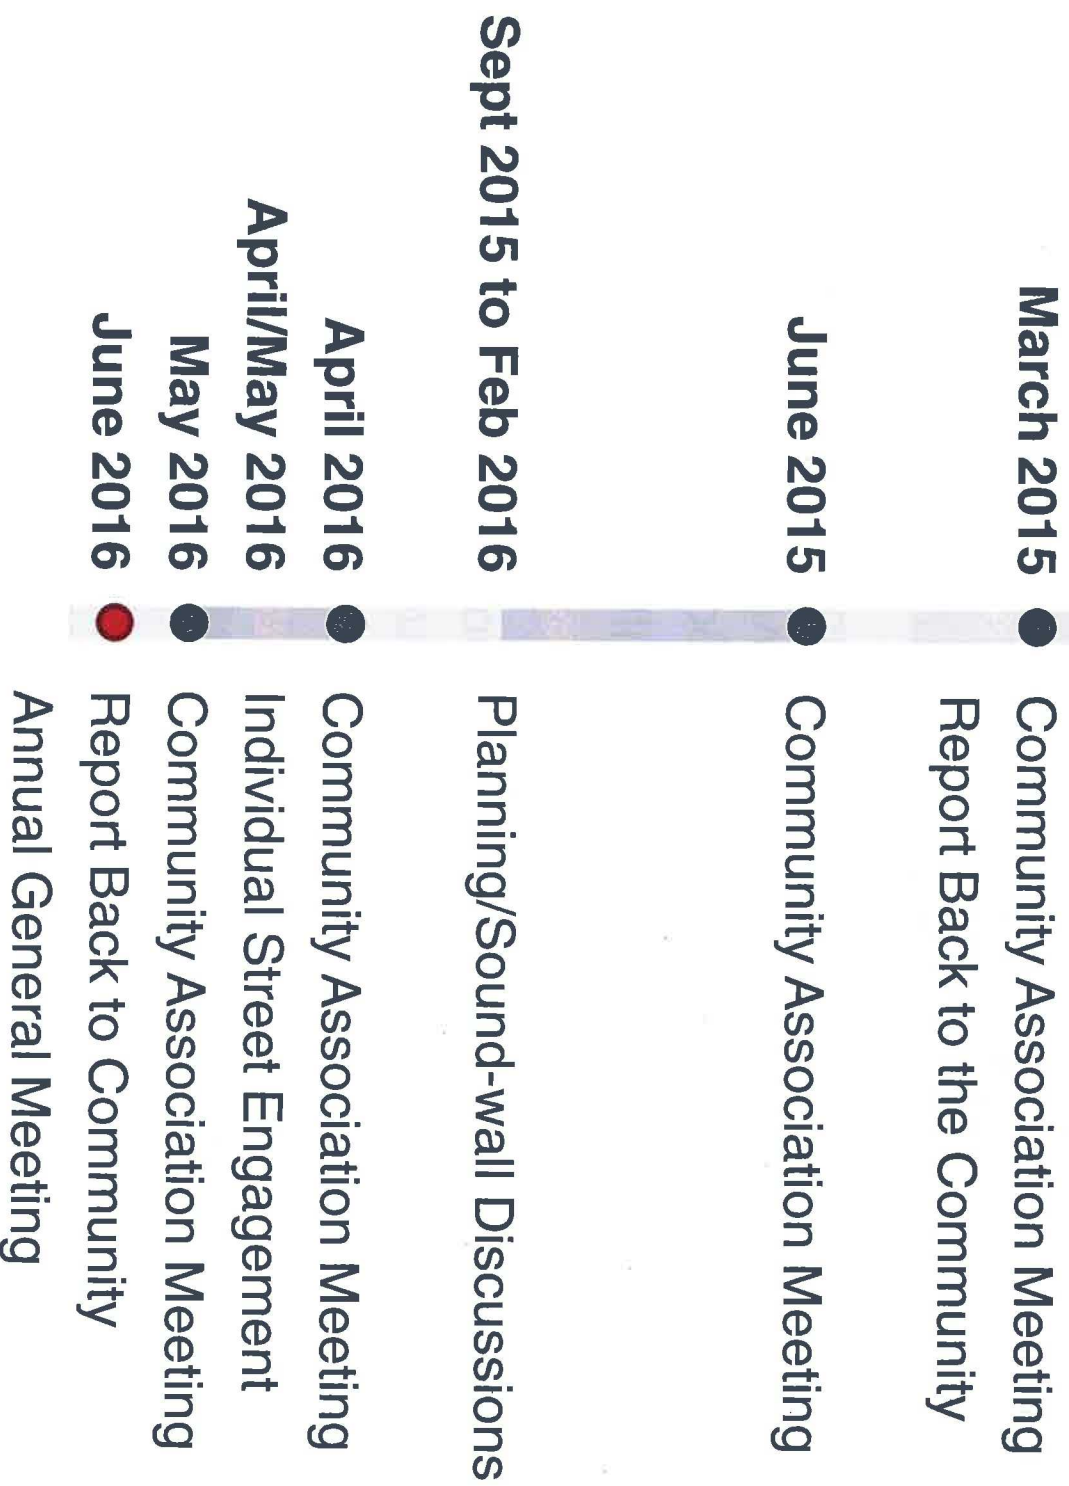 March 2015 Community Association Meeting
Report Back to the Community
June 2015 Community Association Meeting
Sept 2015 to Feb 2016 Planning/Sound-wall Discussions
April 2016 Community Association Meeting
April/May 2016 Individual Street Engagement
May 2016 Community Association Meeting
June 2016 Report Back to Community
Annual General Meeting